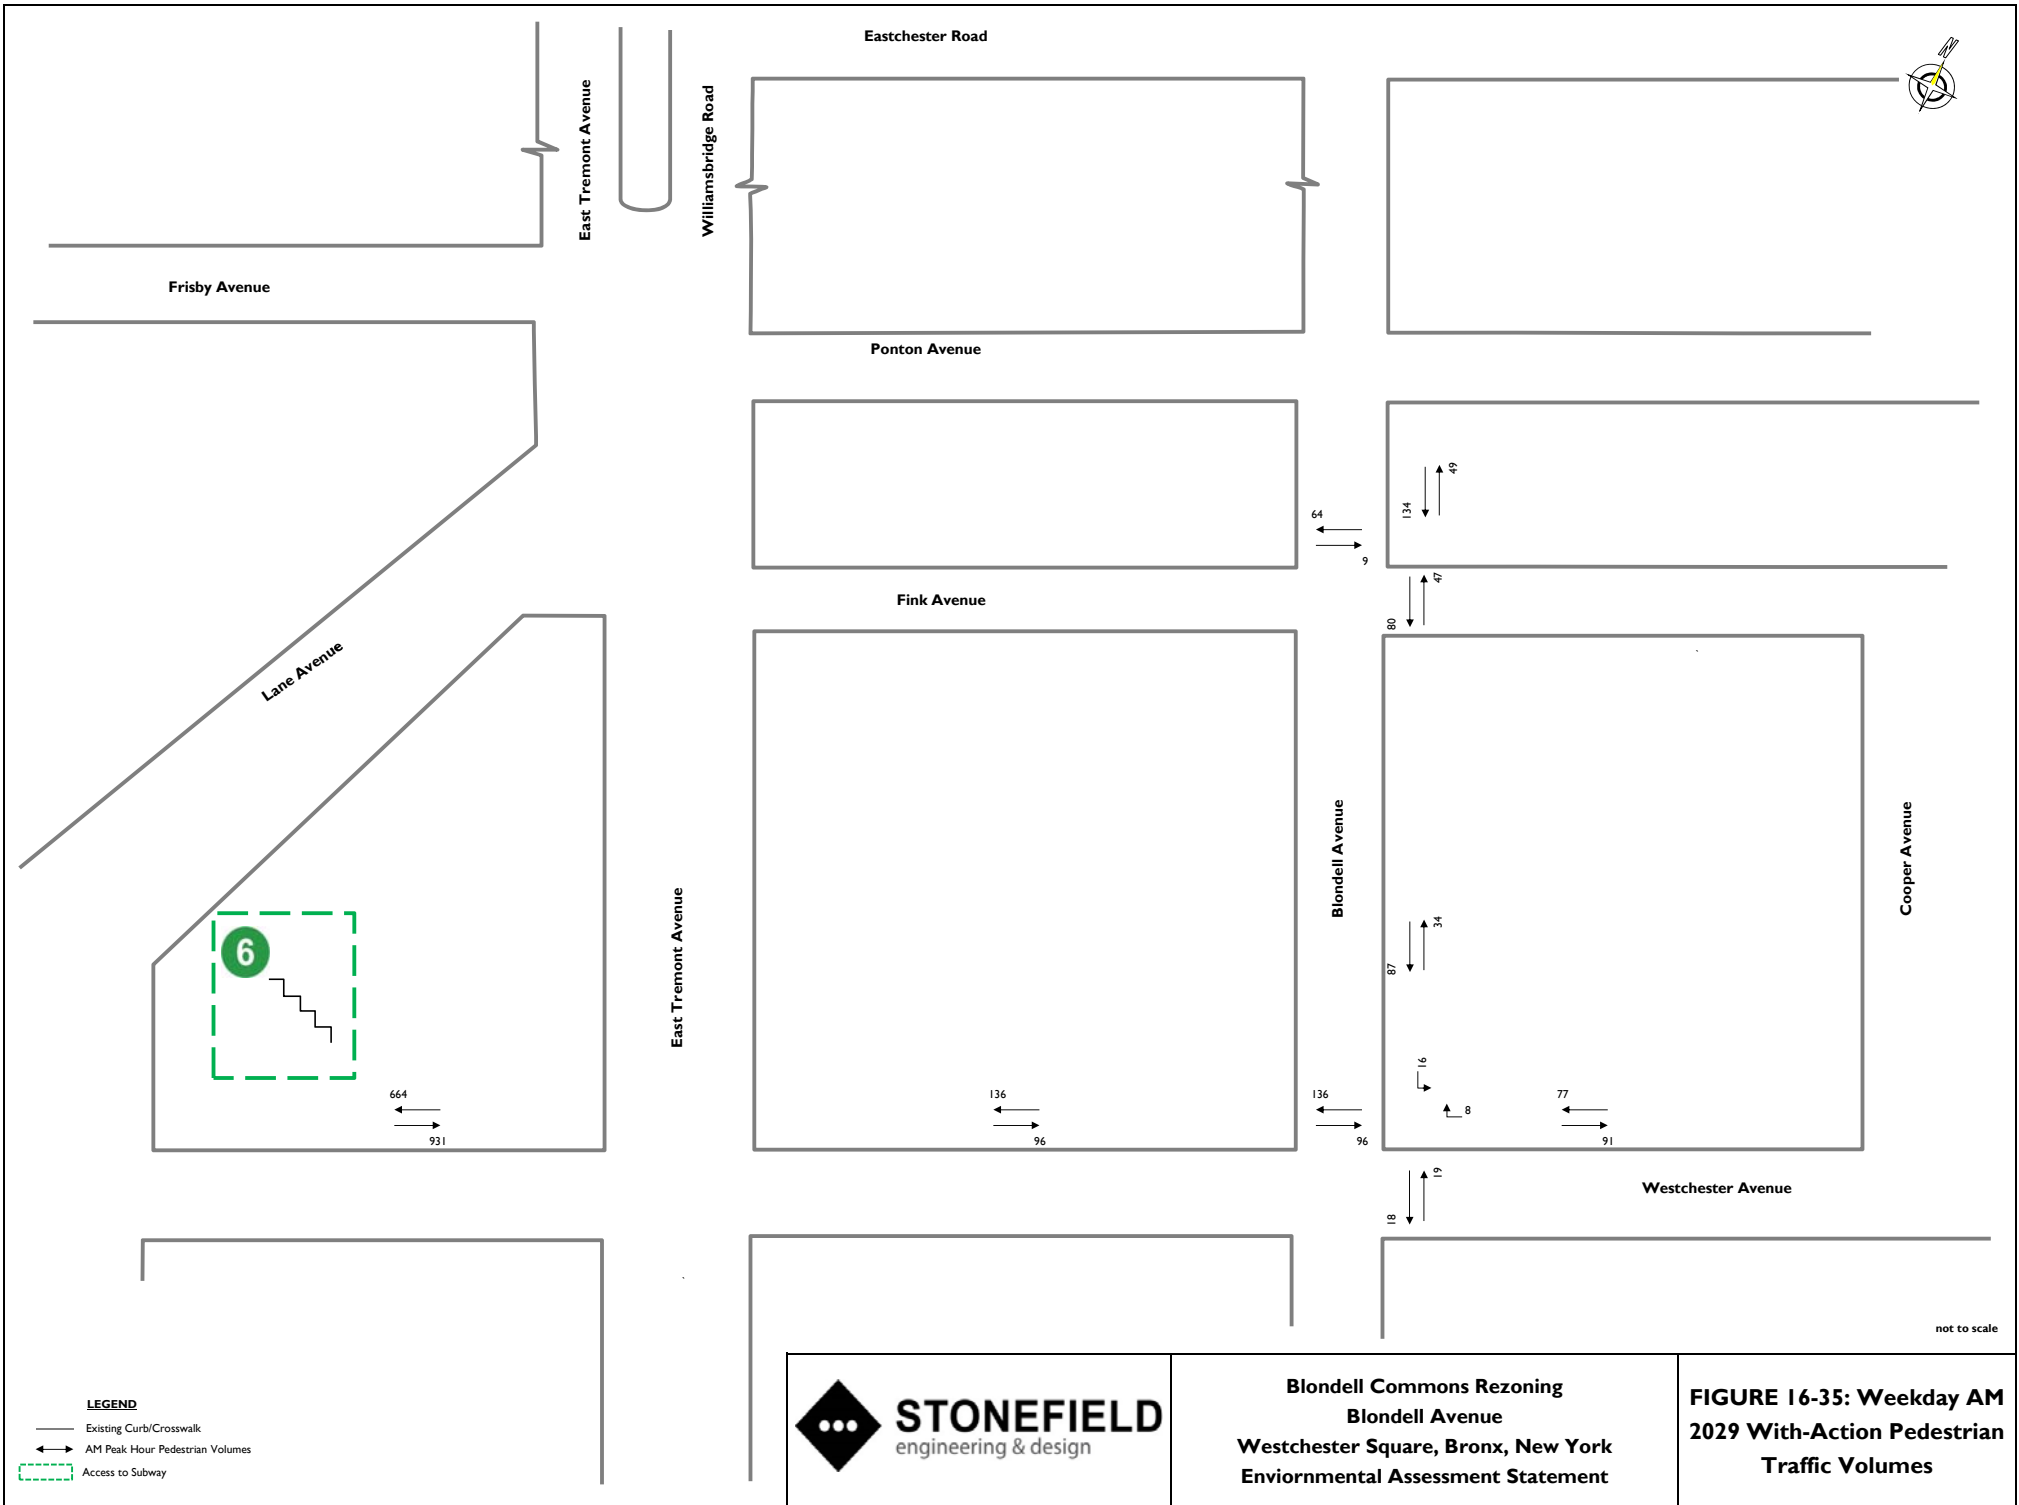 Eastchester Road
N
East Tremont Avenue
Williamsbridge Road
Frisby Avenue
Ponton Avenue
49
134
64
9
47
80
Fink Avenue
Lane Avenue
Blondell Avenue
Cooper Avenue
East Tremont Avenue
34
87
6
16
8
664
931
136
96
136
96
77
91
19
18
Westchester Avenue
not to scale
LEGEND
Existing Curb/Crosswalk
AM Peak Hour Pedestrian Volumes
Access to Subway
STONEFIELD
engineering & design
Blondell Commons Rezoning
Blondell Avenue
Westchester Square, Bronx, New York
Enviornmental Assessment Statement
FIGURE 16-35: Weekday AM
2029 With-Action Pedestrian
Traffic Volumes